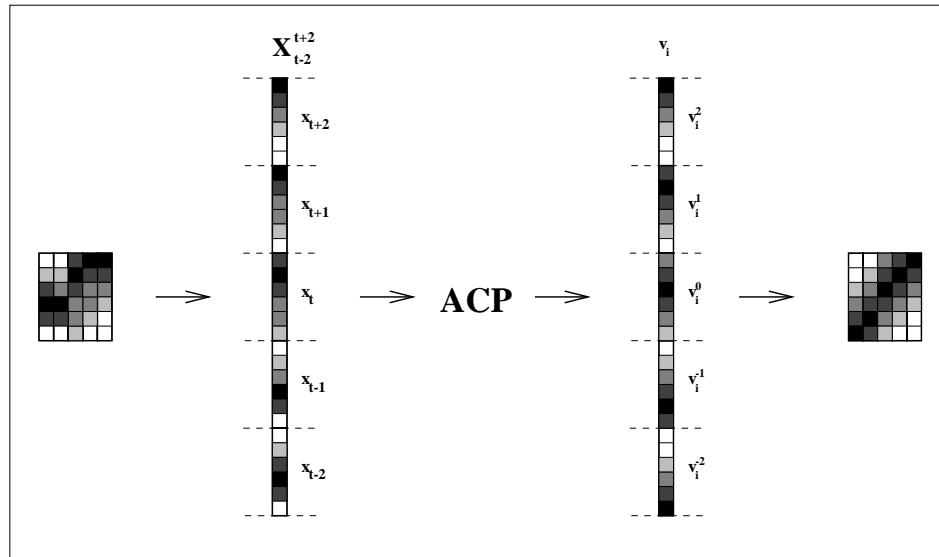 X_{t-2}^{t+2}
x_{t+2}
x_{t+1}
x_t
x_{t-1}
x_{t-2}
ACP
v_i
v_i^2
v_i^1
v_i^0
v_i^{-1}
v_i^{-2}